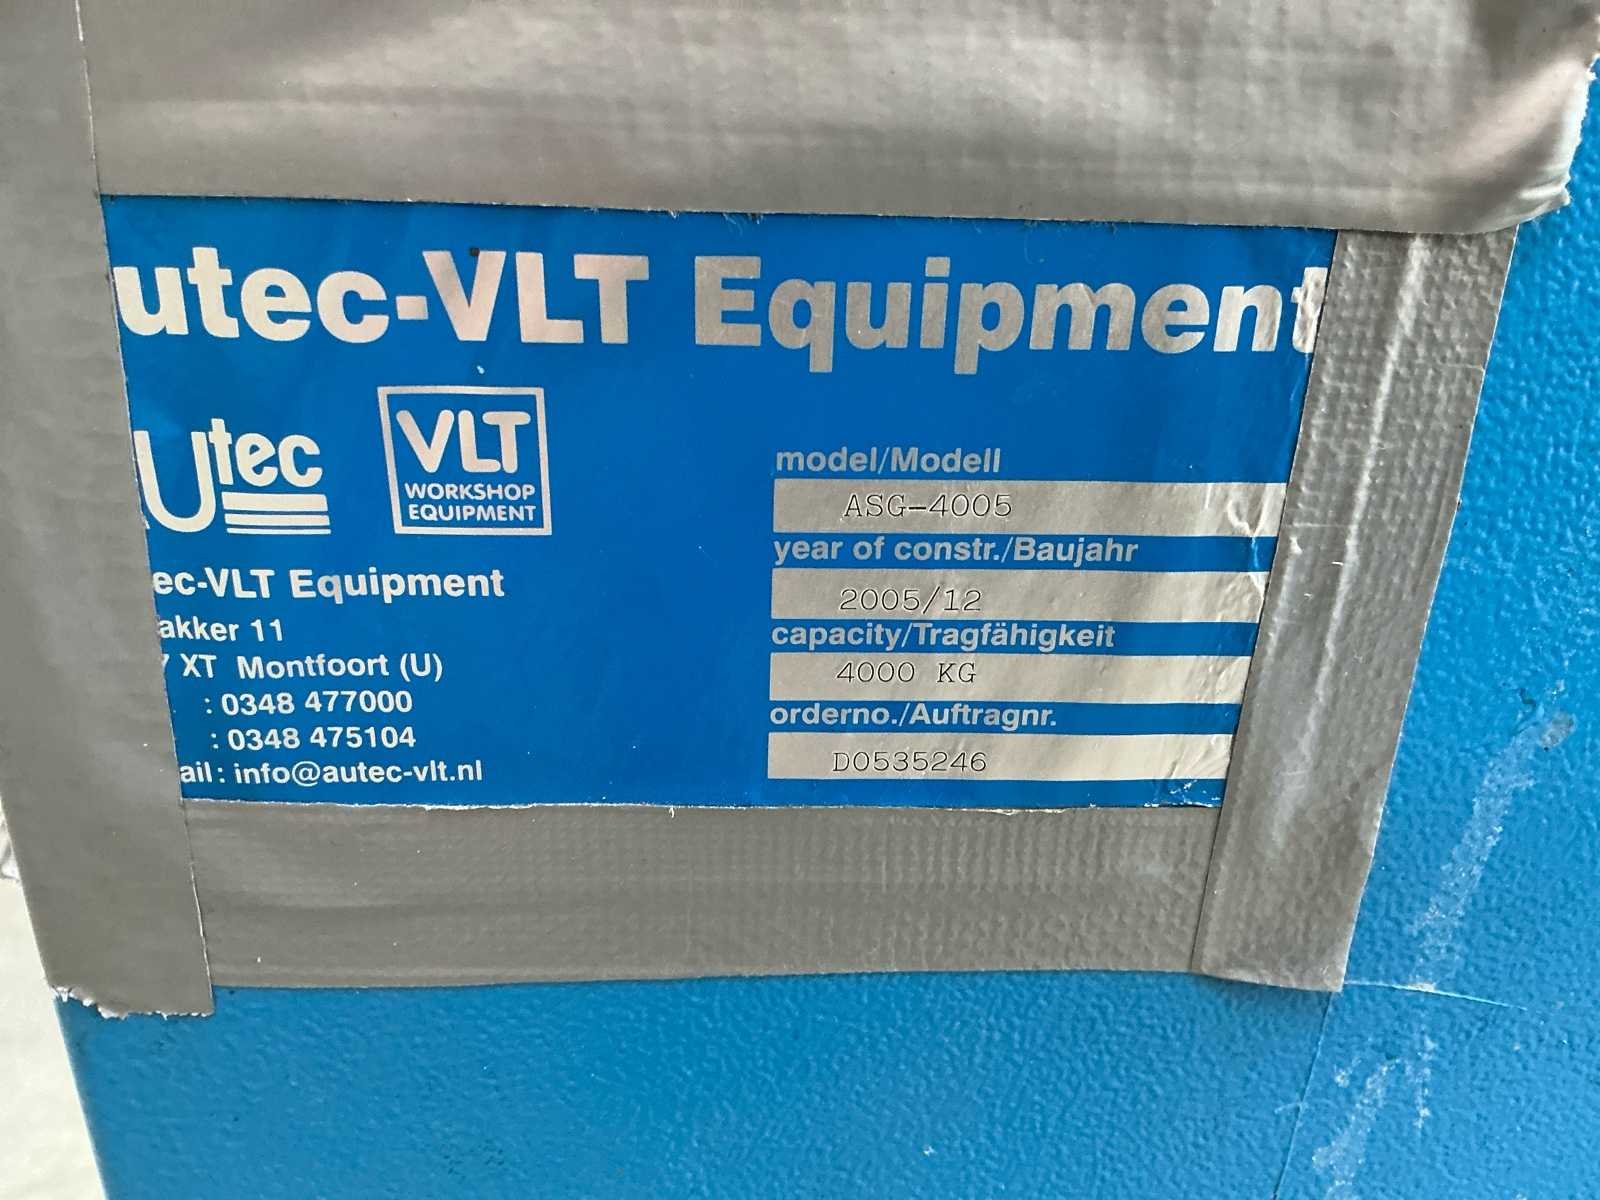 utec-VLT Equipment
Utec
VLT
WORKSHOP
EQUIPMENT
model/Modell
ASG-4005
year of constr./Baujahr
2005/12
capacity/Tragfähigkeit
4000 KG
orderno./Auftragnr.
D0535246
ec-VLT Equipment
akker 11
7 XT Montfoort (U)
: 0348 477000
: 0348 475104
ail: info@autec-vlt.nl